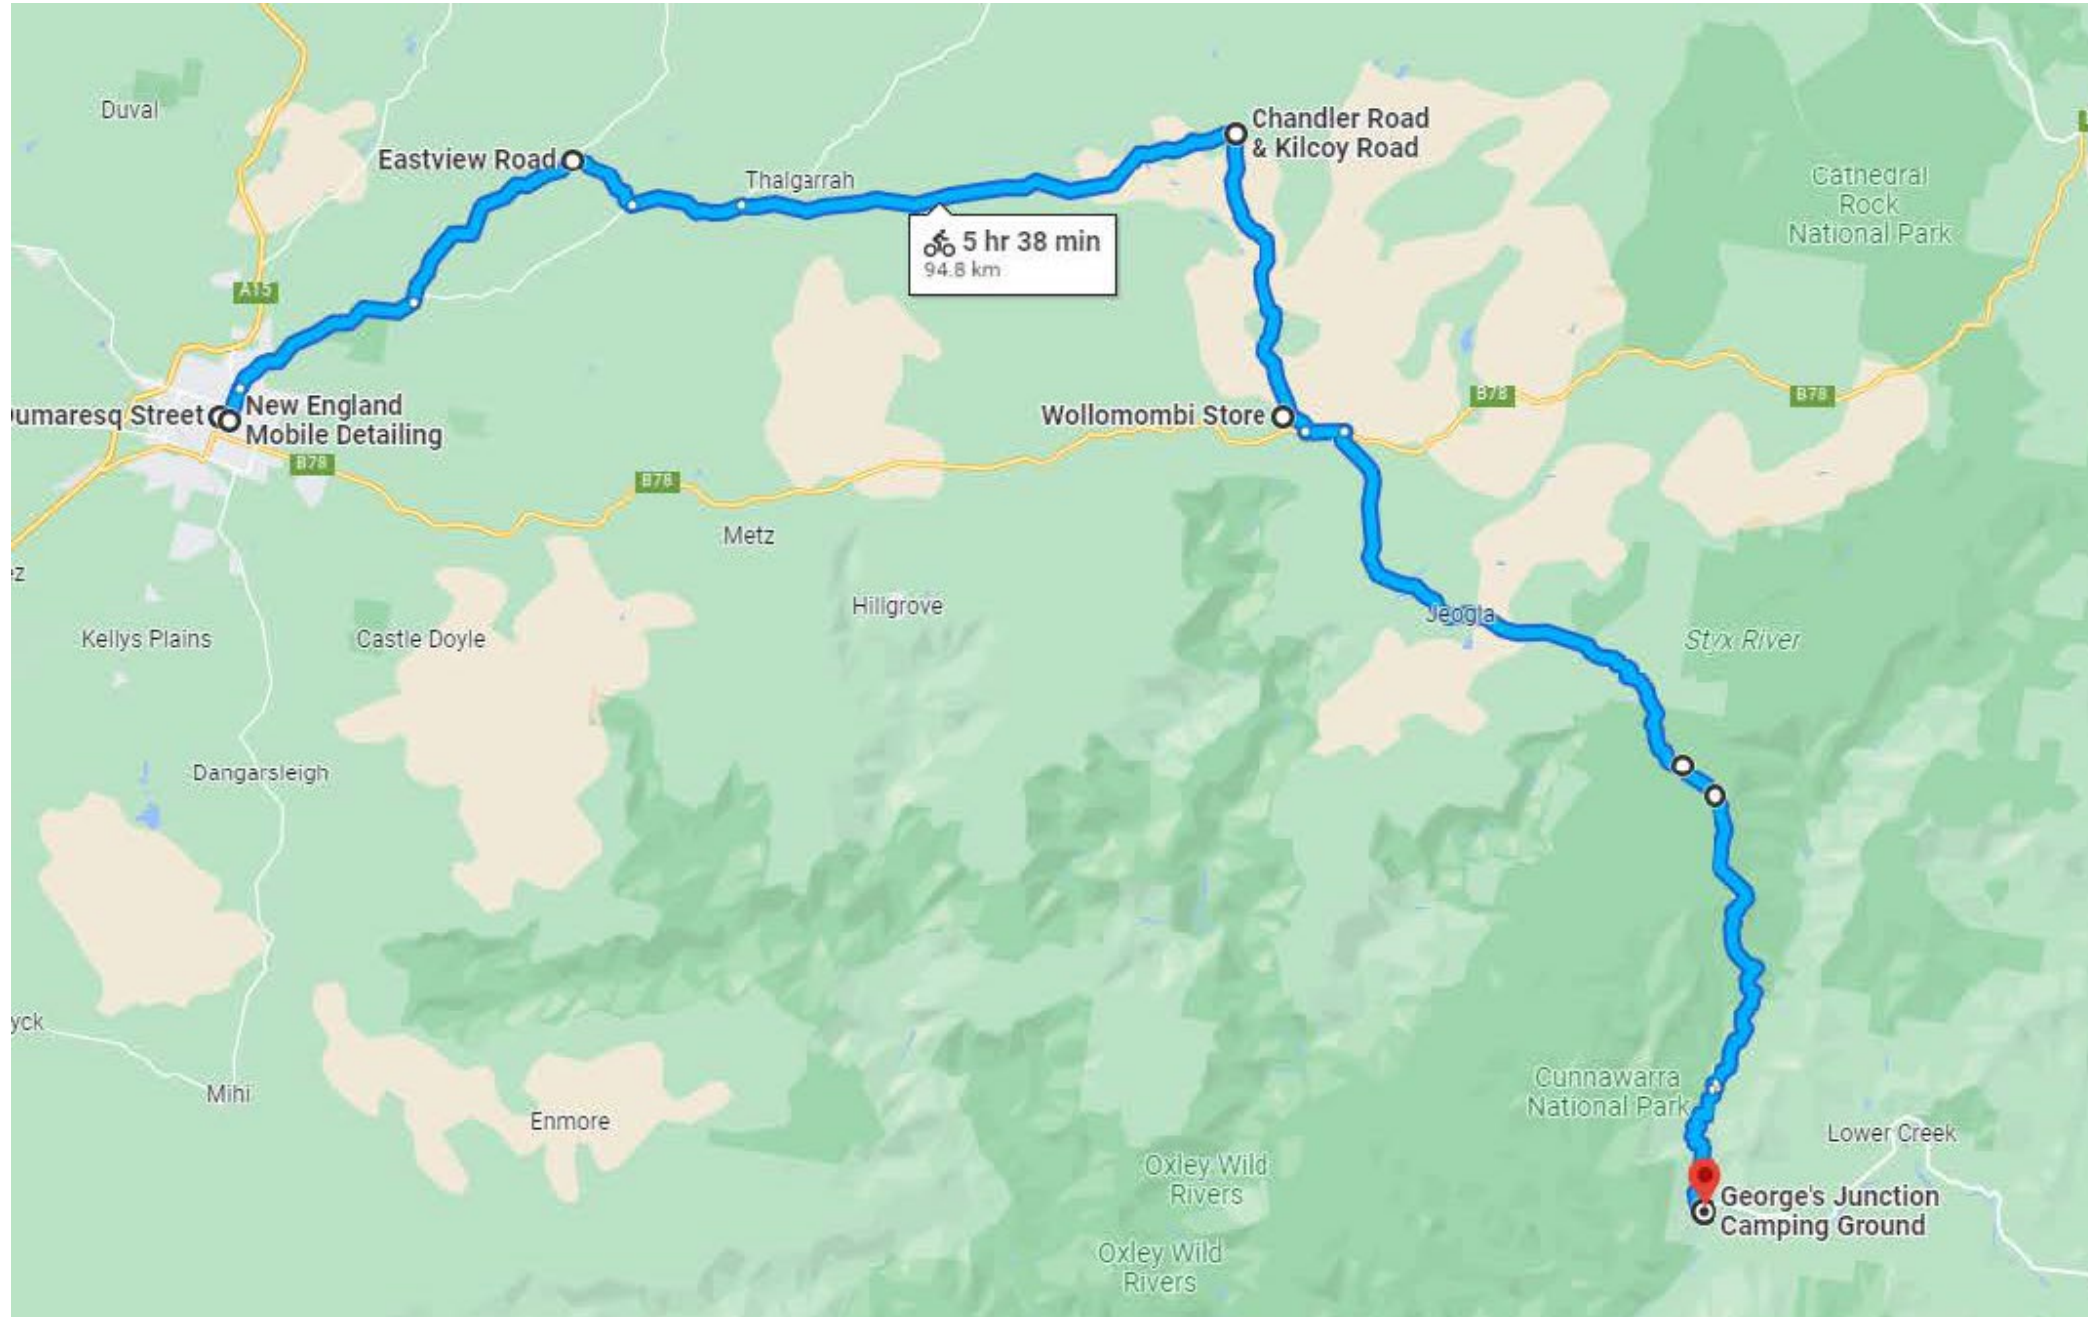 Duval
Eastview Road
Thalgarrah
Chandler Road
& Kilcoy Road
Cathedral
Rock
National Park
5 hr 38 min
94.8 km
A15
umaresq Street
New England
Mobile Detailing
B78
B78
B78
B78
Wollomombi Store
Metz
ez
Hillgrove
Jeogla
Styx River
Kellys Plains
Castle Doyle
Dangarsleigh
yck
Mihi
Enmore
Cunnawarra
National Park
Lower Creek
Oxley Wild
Rivers
George's Junction
Camping Ground
Oxley Wild
Rivers